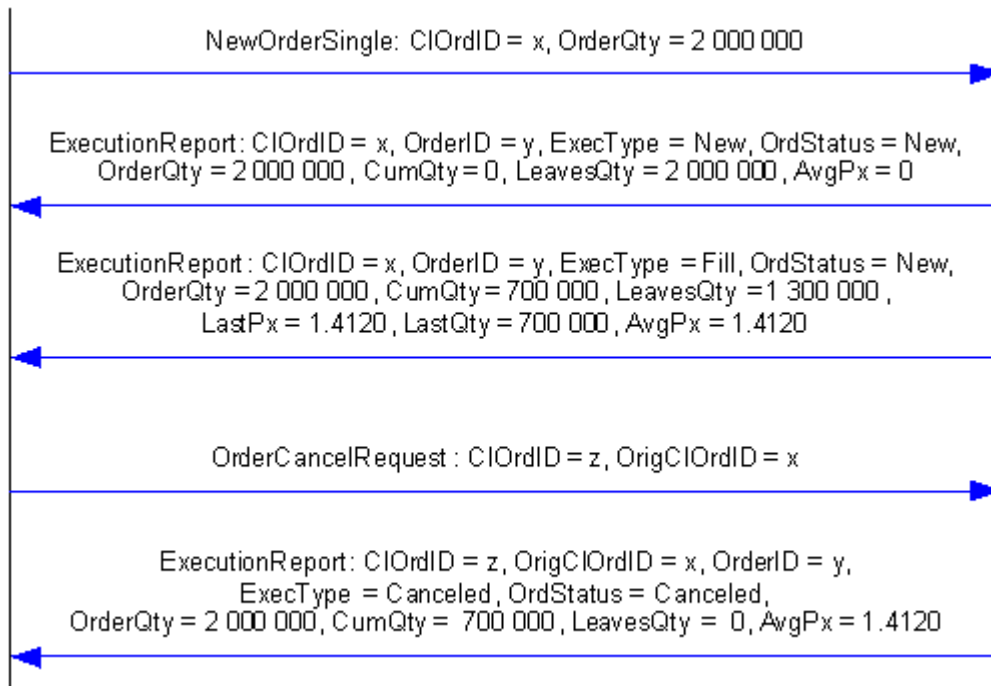 NewOrderSingle: ClOrdID = x, OrderQty = 2 000 000
ExecutionReport: ClOrdID = x, OrderID = y, ExecType = New, OrdStatus = New,
OrderQty = 2 000 000, CumQty = 0, LeavesQty = 2 000 000, AvgPx = 0
ExecutionReport: ClOrdID = x, OrderID = y, ExecType = Fill, OrdStatus = New,
OrderQty = 2 000 000, CumQty = 700 000, LeavesQty = 1 300 000,
LastPx = 1.4120, LastQty = 700 000, AvgPx = 1.4120
OrderCancelRequest: ClOrdID = z, OrigClOrdID = x
ExecutionReport: ClOrdID = z, OrigClOrdID = x, OrderID = y,
ExecType = Canceled, OrdStatus = Canceled,
OrderQty = 2 000 000, CumQty = 700 000, LeavesQty = 0, AvgPx = 1.4120